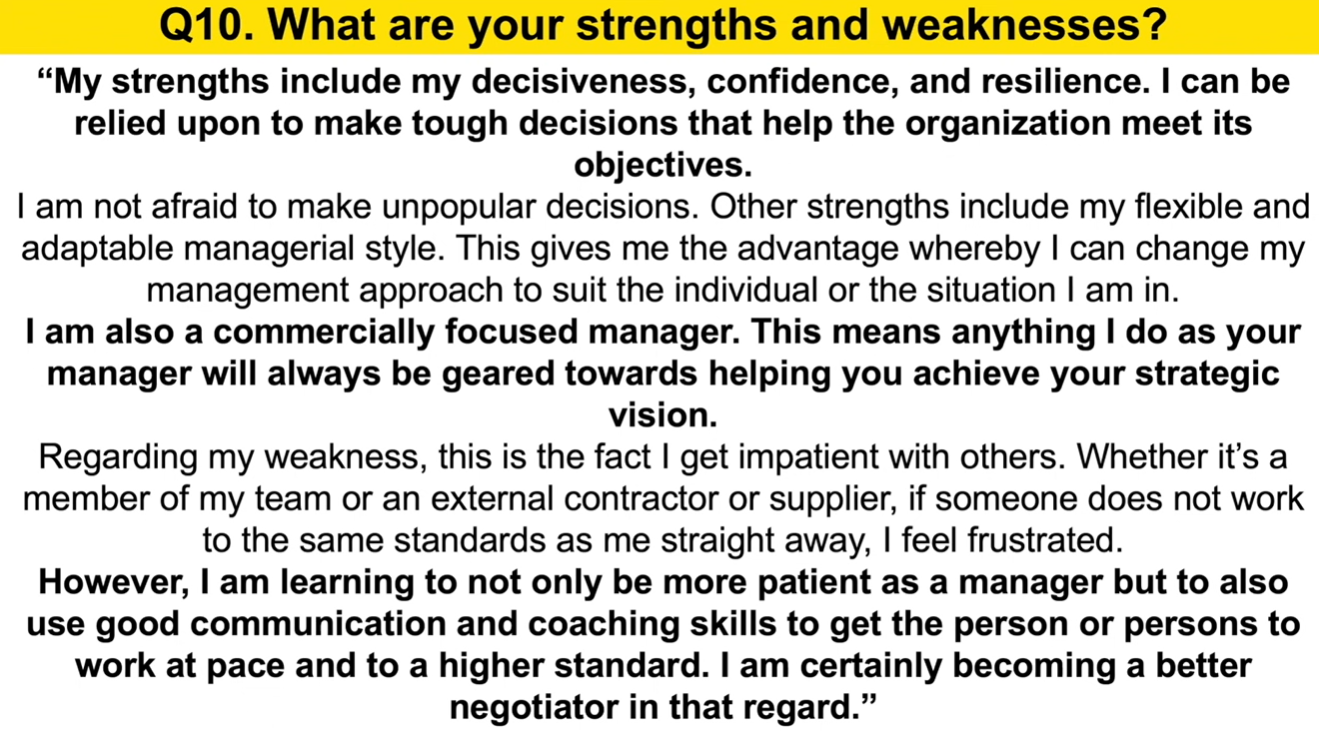 Q10. What are your strengths and weaknesses?
“My strengths include my decisiveness, confidence, and resilience. I can be
relied upon to make tough decisions that help the organization meet its
objectives.
I am not afraid to make unpopular decisions. Other strengths include my flexible and
adaptable managerial style. This gives me the advantage whereby I can change my
management approach to suit the individual or the situation I am in.
I am also a commercially focused manager. This means anything I do as your
manager will always be geared towards helping you achieve your strategic
vision.
Regarding my weakness, this is the fact I get impatient with others. Whether it’s a
member of my team or an external contractor or supplier, if someone does not work
to the same standards as me straight away, I feel frustrated.
However, I am learning to not only be more patient as a manager but to also
use good communication and coaching skills to get the person or persons to
work at pace and to a higher standard. I am certainly becoming a better
negotiator in that regard.”